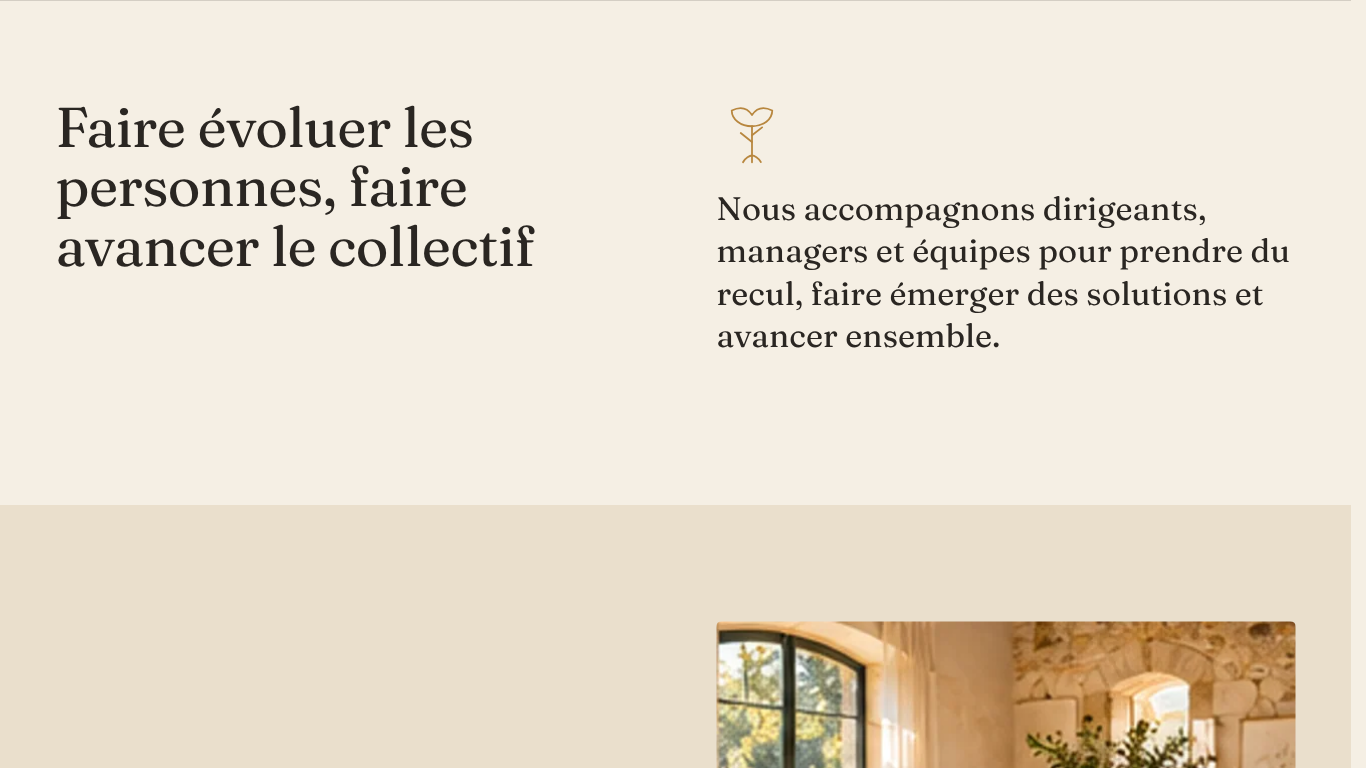 Faire évoluer les
personnes, faire
avancer le collectif
Nous accompagnons dirigeants,
managers et équipes pour prendre du
recul, faire émerger des solutions et
avancer ensemble.